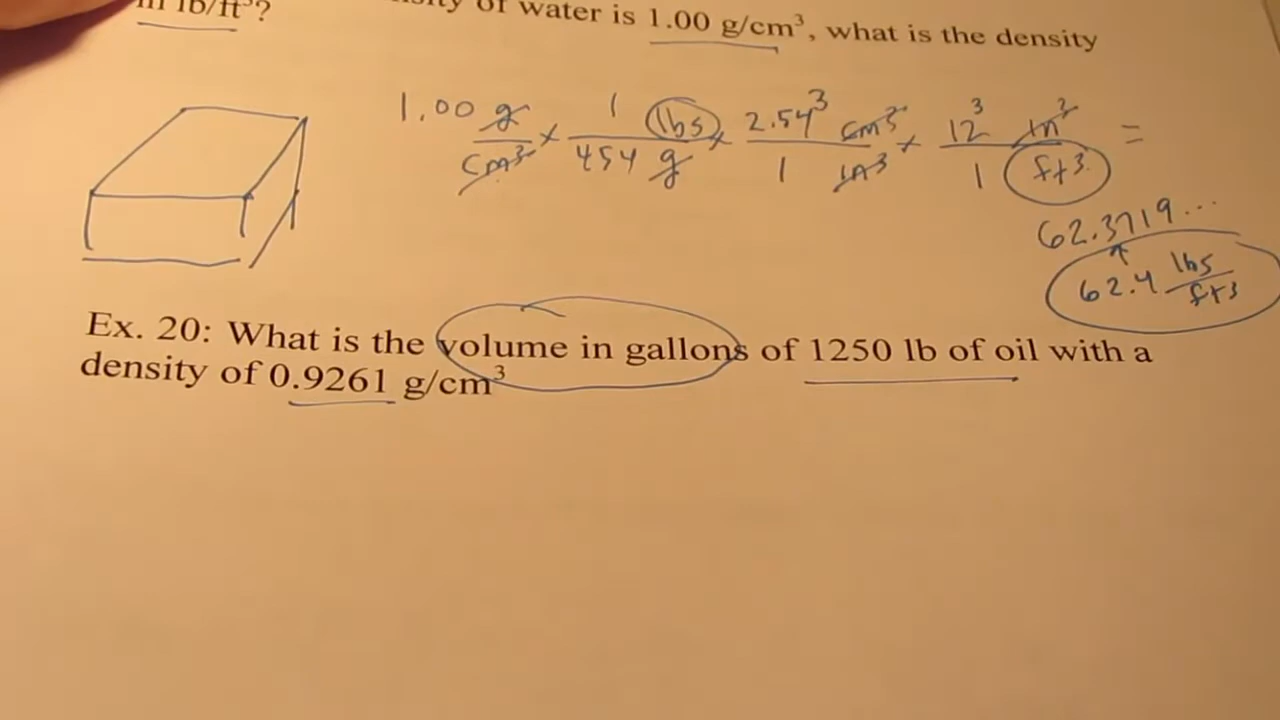 in lb/ft³? of water is 1.00 g/cm³, what is the density
1.00 g/cm³ × 1 lbs/454 g × 2.54³ cm³/1 in³ × 12³ in³/1 ft³ =
62.3719...
62.4 lbs/ft3
Ex. 20: What is the volume in gallons of 1250 lb of oil with a
density of 0.9261 g/cm³